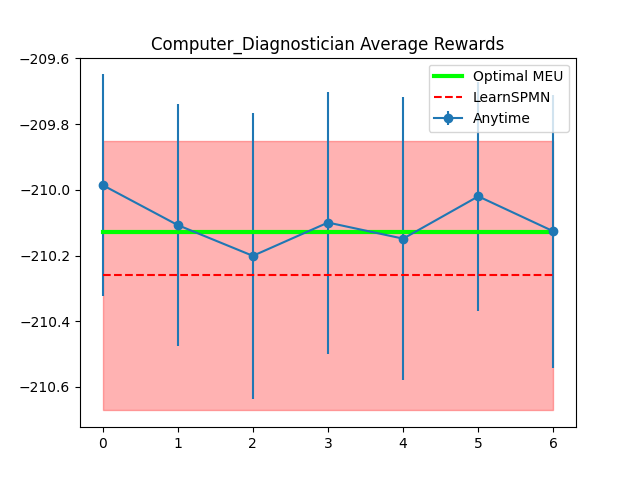 Computer_Diagnostician Average Rewards
Optimal MEU
LearnSPMN
Anytime
−209.6
−209.8
−210.0
−210.2
−210.4
−210.6
0 1 2 3 4 5 6